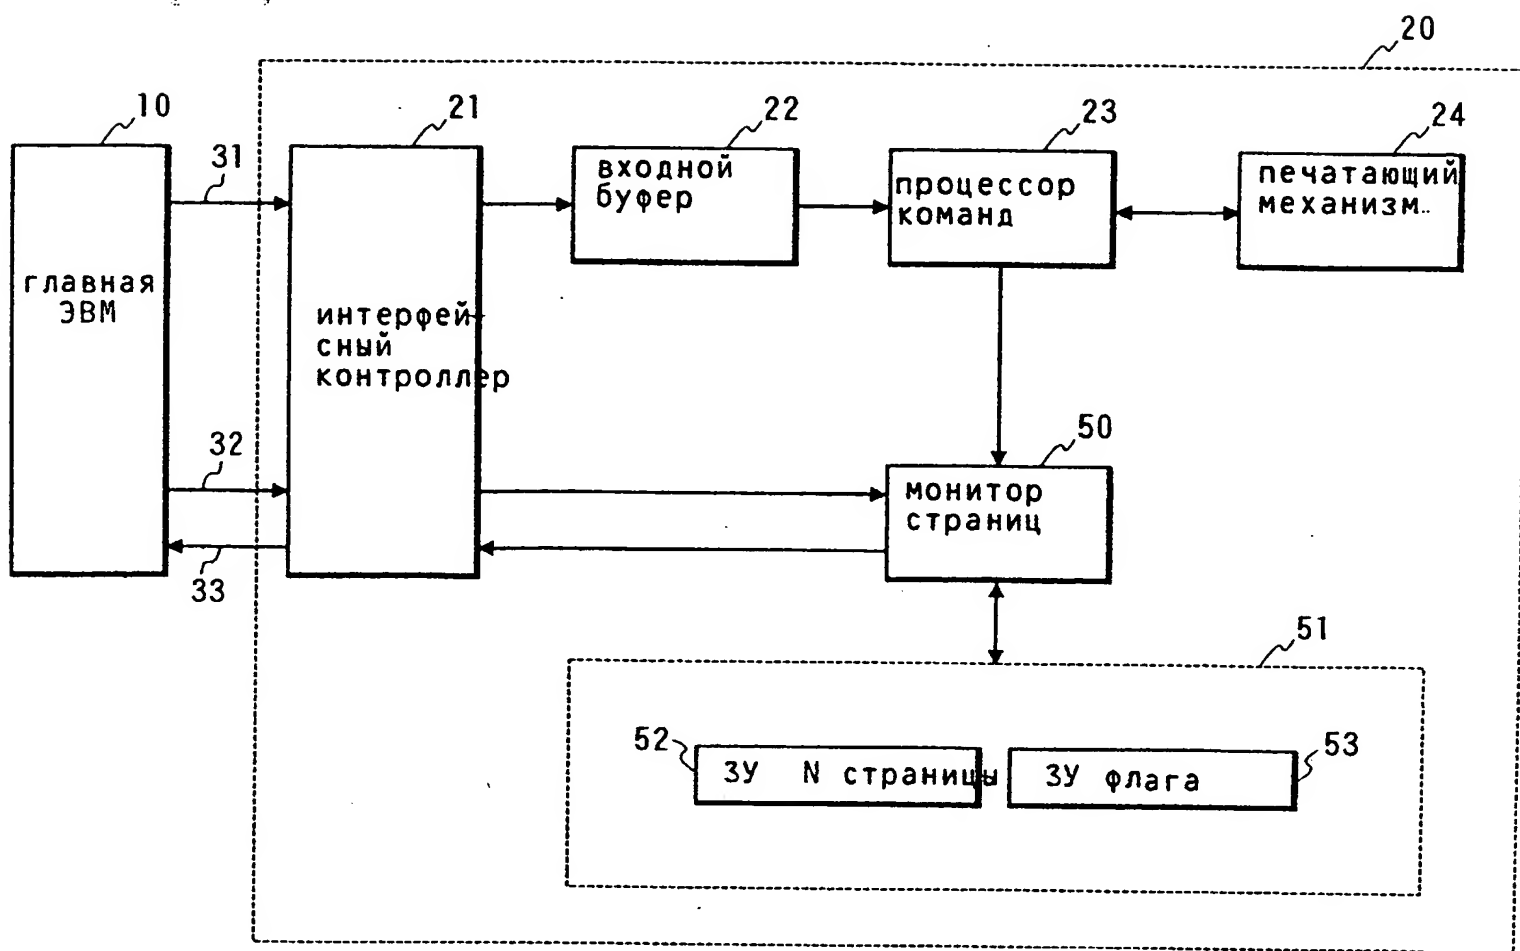 20
10
21
22
23
24
31
входной
буфер
процессор
команд
печатающий
механизм..
главная
ЭВМ
интерфей-
сный
контроллер
32
50
монитор
страниц
33
51
52
ЗУ N страницы
ЗУ флага
53